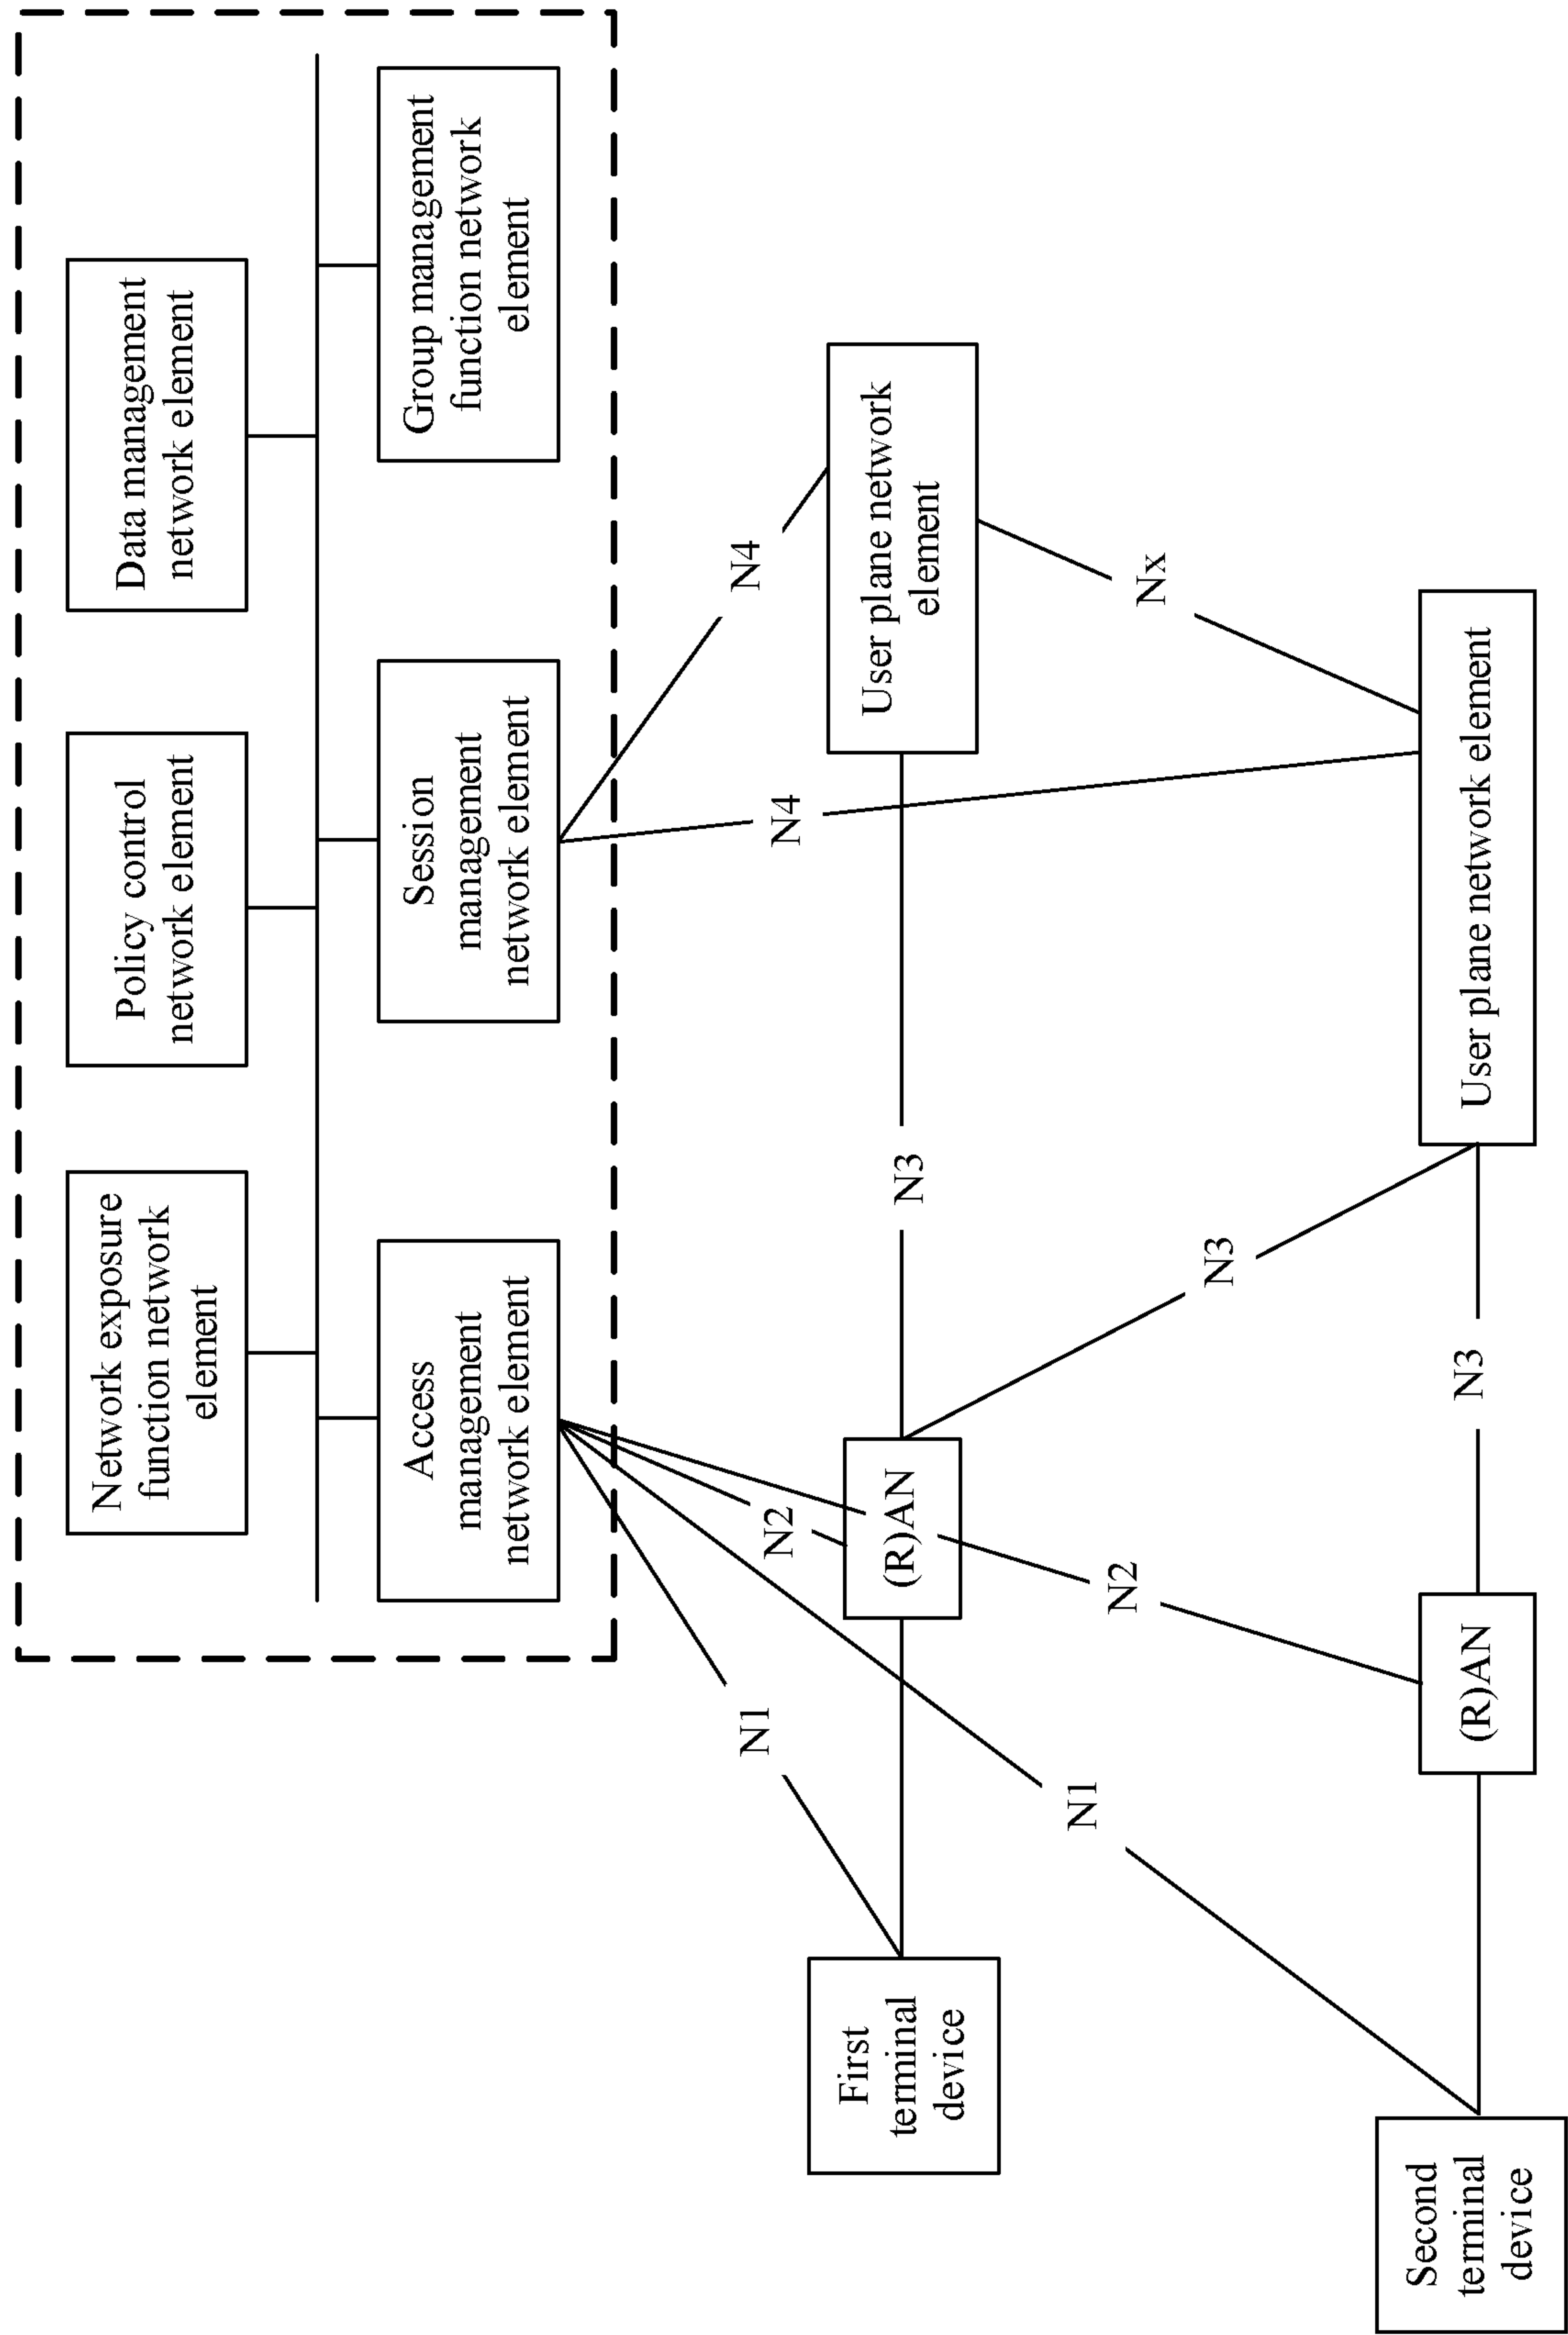 Network exposure
function network
element
Policy control
network element
Data management
network element
Access
management
network element
Session
management
network element
Group management
function network
element
N1
N2
N4
N4
First
terminal
device
(R)AN
N3
User plane network
element
N1
N2
N3
Nx
Second
terminal
device
(R)AN
N3
User plane network element